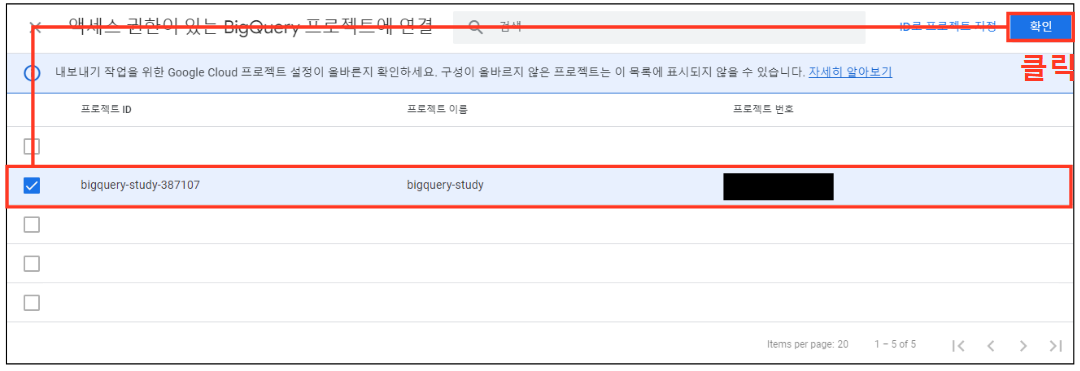 액세스 권한이 있는 BigQuery 프로젝트에 연결
검색
ID로 프로젝트 지정
확인
클릭
내보내기 작업을 위한 Google Cloud 프로젝트 설정이 올바른지 확인하세요. 구성이 올바르지 않은 프로젝트는 이 목록에 표시되지 않을 수 있습니다. 자세히 알아보기
프로젝트 ID 프로젝트 이름 프로젝트 번호
bigquery-study-387107 bigquery-study
Items per page: 20 1 – 5 of 5